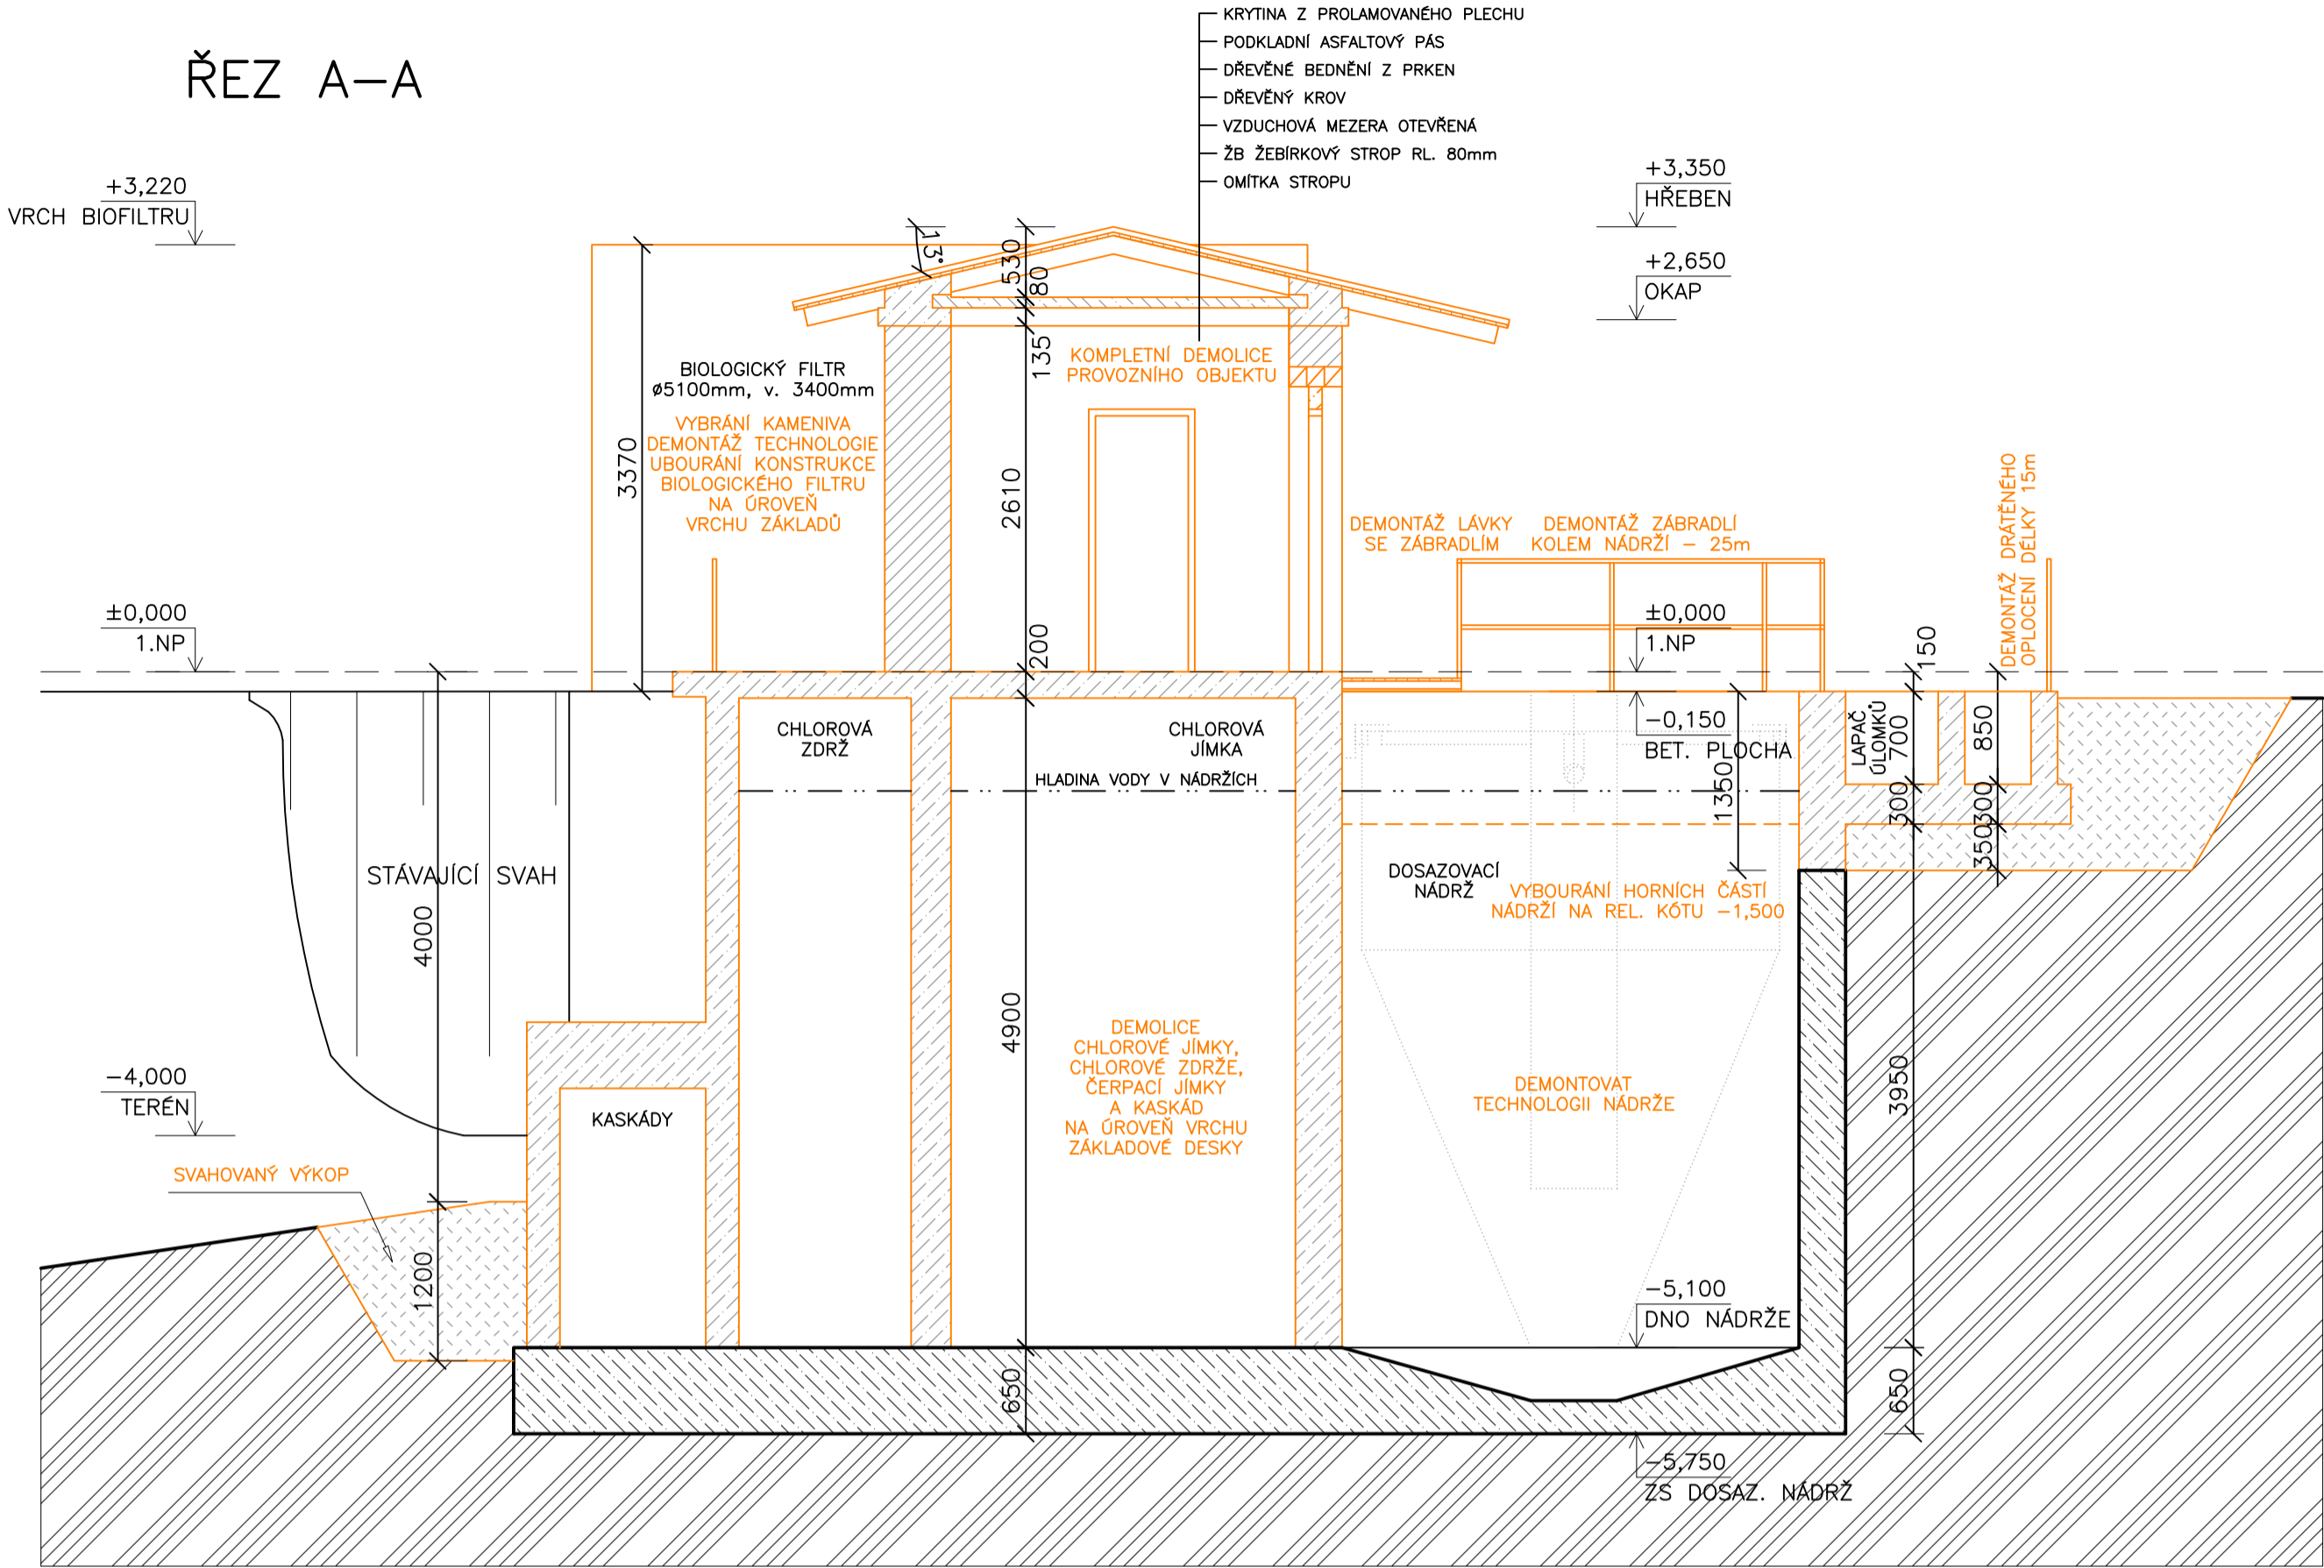 ŘEZ A-A
KRYTINA Z PROLAMOVANÉHO PLECHU
PODKLADNÍ ASFALTOVÝ PÁS
DŘEVĚNÉ BEDNĚNÍ Z PRKEN
DŘEVĚNÝ KROV
VZDUCHOVÁ MEZERA OTEVŘENÁ
ŽB ŽEBÍRKOVÝ STROP RL. 80mm
OMÍTKA STROPU
+3,220
VRCH BIOFILTRU
+3,350
HŘEBEN
+2,650
OKAP
13°
530
80
135
3370
2610
200
BIOLOGICKÝ FILTR
ø5100mm, v. 3400mm
VYBRÁNÍ KAMENIVA
DEMONTÁŽ TECHNOLOGIE
UBOURÁNÍ KONSTRUKCE
BIOLOGICKÉHO FILTRU
NA ÚROVEŇ
VRCHU ZÁKLADŮ
KOMPLETNÍ DEMOLICE
PROVOZNÍHO OBJEKTU
DEMONTÁŽ LÁVKY
SE ZÁBRADLÍM
DEMONTÁŽ ZÁBRADLÍ
KOLEM NÁDRŽÍ – 25m
DEMONTÁŽ DRÁTĚNÉHO
OPLOCENÍ DÉLKY 15m
±0,000
1.NP
±0,000
1.NP
150
-0,150
BET. PLOCHA
CHLOROVÁ
ZDRŽ
CHLOROVÁ
JÍMKA
HLADINA VODY V NÁDRŽÍCH
LAPAČ
ÚLOMKŮ
700
850
1350
300
300
350
STÁVAJÍCÍ SVAH
4000
4900
3950
DOSAZOVACÍ
NÁDRŽ
VYBOURÁNÍ HORNÍCH ČÁSTÍ
NÁDRŽÍ NA REL. KÓTU -1,500
DEMOLICE
CHLOROVÉ JÍMKY,
CHLOROVÉ ZDRŽE,
ČERPACÍ JÍMKY
A KASKÁD
NA ÚROVEŇ VRCHU
ZÁKLADOVÉ DESKY
DEMONTOVAT
TECHNOLOGII NÁDRŽE
-4,000
TERÉN
KASKÁDY
SVAHOVANÝ VÝKOP
1200
-5,100
DNO NÁDRŽE
650
650
-5,750
ZS DOSAZ. NÁDRŽ